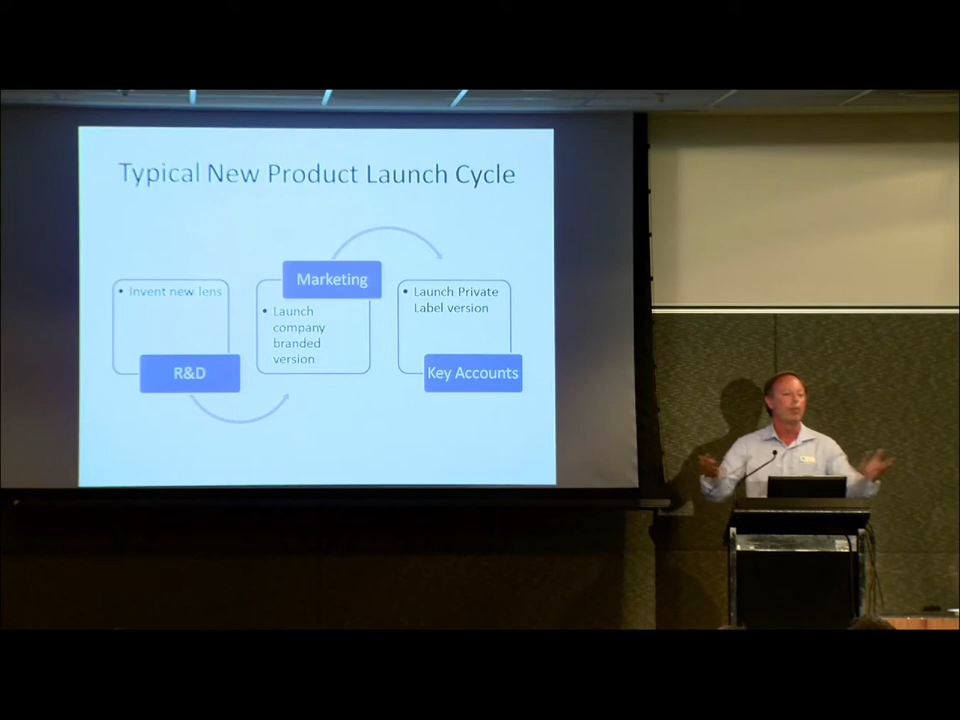 Typical New Product Launch Cycle
Marketing
• Invent new lens
• Launch
company
branded
version
• Launch Private
Label version
R&D
Key Accounts